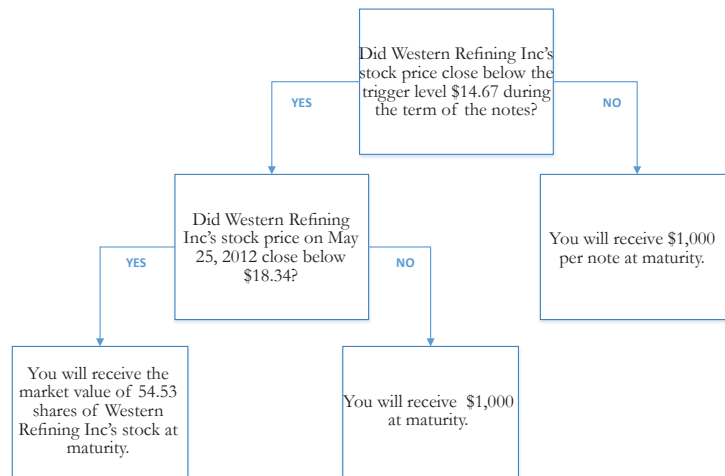 Did Western Refining Inc's
stock price close below the
trigger level $14.67 during
the term of the notes?
YES
NO
Did Western Refining
Inc's stock price on May
25, 2012 close below
$18.34?
You will receive $1,000
per note at maturity.
YES
NO
You will receive the
market value of 54.53
shares of Western
Refining Inc's stock at
maturity.
You will receive $1,000
at maturity.